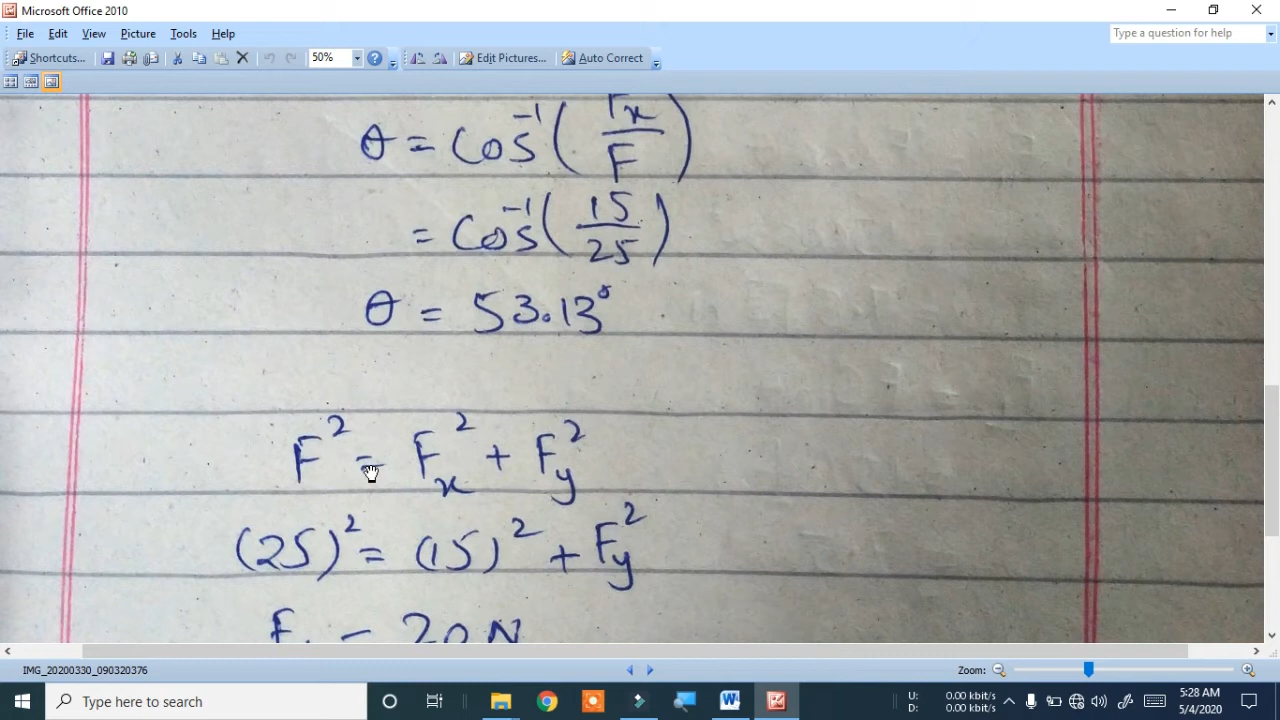 Microsoft Office 2010
File Edit View Picture Tools Help
Type a question for help
Shortcuts... 50% Edit Pictures... Auto Correct
θ = Cos⁻¹ ( Fx / F )
= Cos⁻¹ ( 15 / 25 )
θ = 53.13°
F² = Fx² + Fy²
(25)² = (15)² + Fy²
= 20 N
IMG_20200330_090320376
Zoom:
Type here to search
U: 0.00 kbit/s
D: 0.00 kbit/s
5:28 AM
5/4/2020